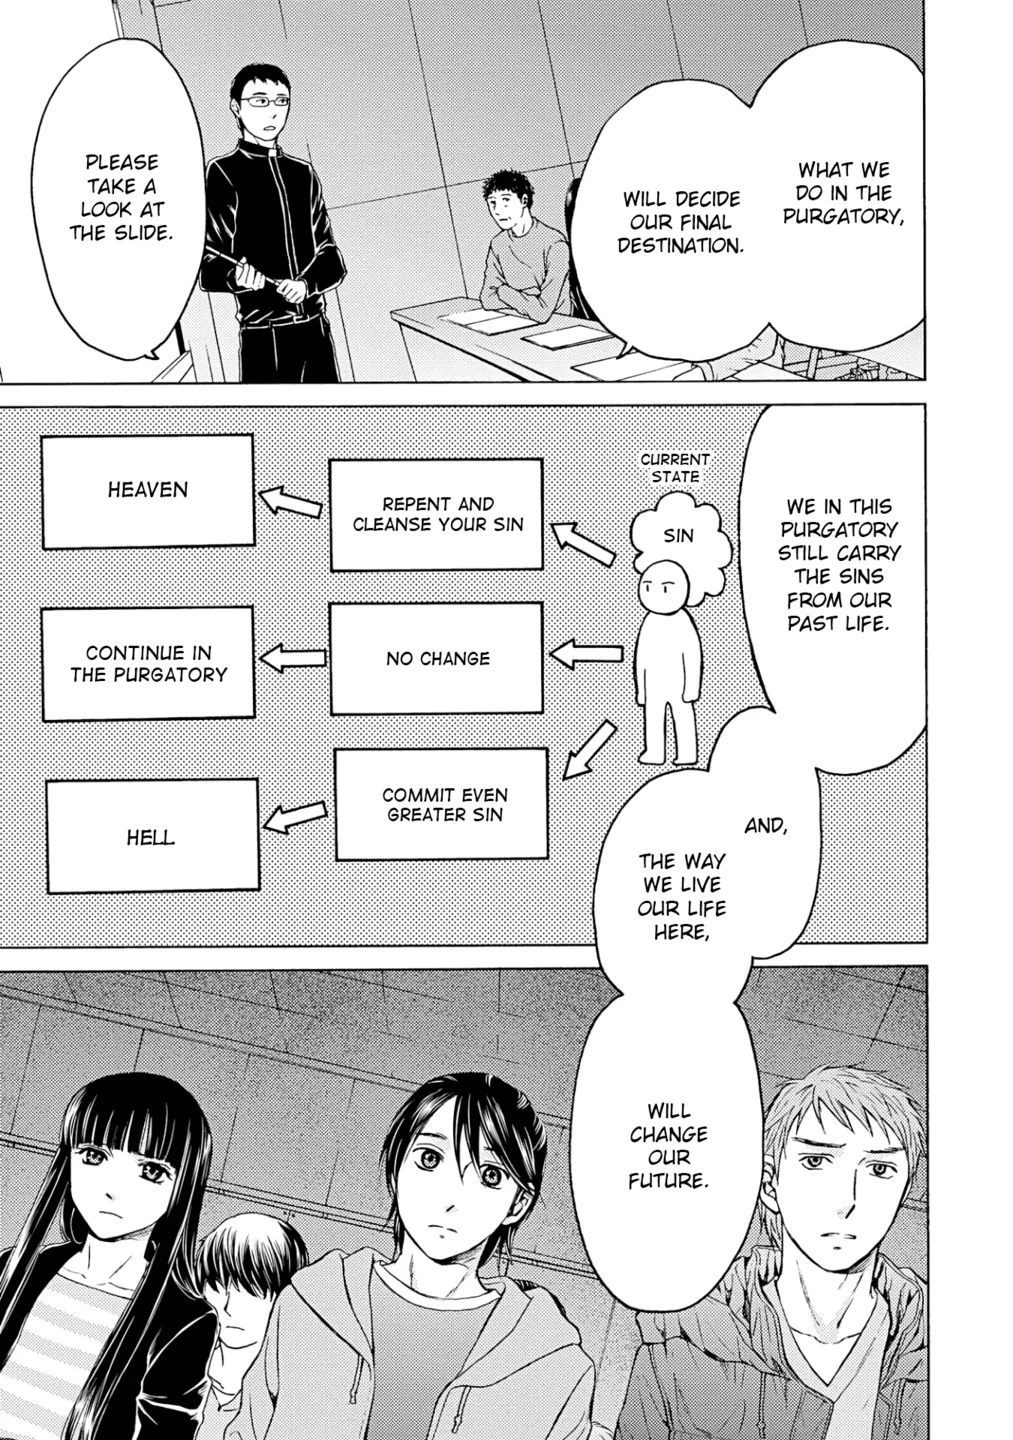 WHAT WE
DO IN THE
PURGATORY,
WILL DECIDE
OUR FINAL
DESTINATION.
PLEASE
TAKE A
LOOK AT
THE SLIDE.
WE IN THIS
PURGATORY
STILL CARRY
THE SINS
FROM OUR
PAST LIFE.
CURRENT
STATE
SIN
REPENT AND
CLEANSE YOUR SIN
HEAVEN
NO CHANGE
CONTINUE IN
THE PURGATORY
COMMIT EVEN
GREATER SIN
HELL
AND,
THE WAY
WE LIVE
OUR LIFE
HERE,
WILL
CHANGE
OUR
FUTURE.